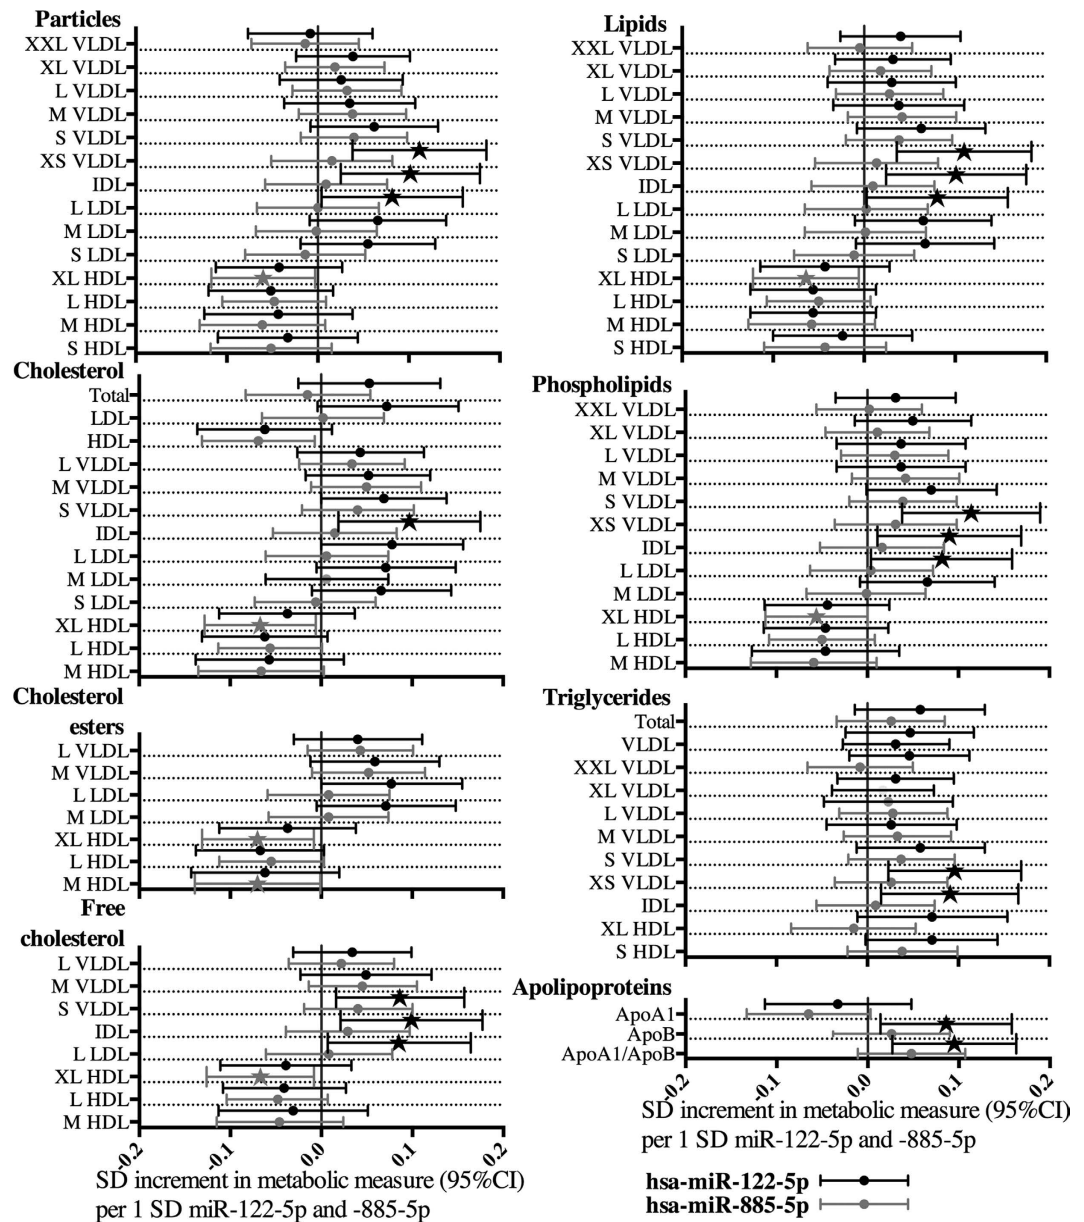 Particles
XXL VLDL
XL VLDL
L VLDL
M VLDL
S VLDL
XS VLDL
IDL
L LDL
M LDL
S LDL
XL HDL
L HDL
M HDL
S HDL
Cholesterol
Total
LDL
HDL
L VLDL
M VLDL
S VLDL
IDL
L LDL
M LDL
S LDL
XL HDL
L HDL
M HDL
Cholesterol
esters
L VLDL
M VLDL
L LDL
M LDL
XL HDL
L HDL
M HDL
Free
cholesterol
L VLDL
M VLDL
S VLDL
IDL
L LDL
XL HDL
L HDL
M HDL
-0.2 -0.1 0.0 0.1 0.2
SD increment in metabolic measure (95%CI)
per 1 SD miR-122-5p and -885-5p
Lipids
XXL VLDL
XL VLDL
L VLDL
M VLDL
S VLDL
XS VLDL
IDL
L LDL
M LDL
S LDL
XL HDL
L HDL
M HDL
S HDL
Phospholipids
XXL VLDL
XL VLDL
L VLDL
M VLDL
S VLDL
XS VLDL
IDL
L LDL
M LDL
XL HDL
L HDL
M HDL
Triglycerides
Total
VLDL
XXL VLDL
XL VLDL
L VLDL
M VLDL
S VLDL
XS VLDL
IDL
XL HDL
S HDL
Apolipoproteins
ApoA1
ApoB
ApoA1/ApoB
-0.2 -0.1 0.0 0.1 0.2
SD increment in metabolic measure (95%CI)
per 1 SD miR-122-5p and -885-5p
hsa-miR-122-5p
hsa-miR-885-5p